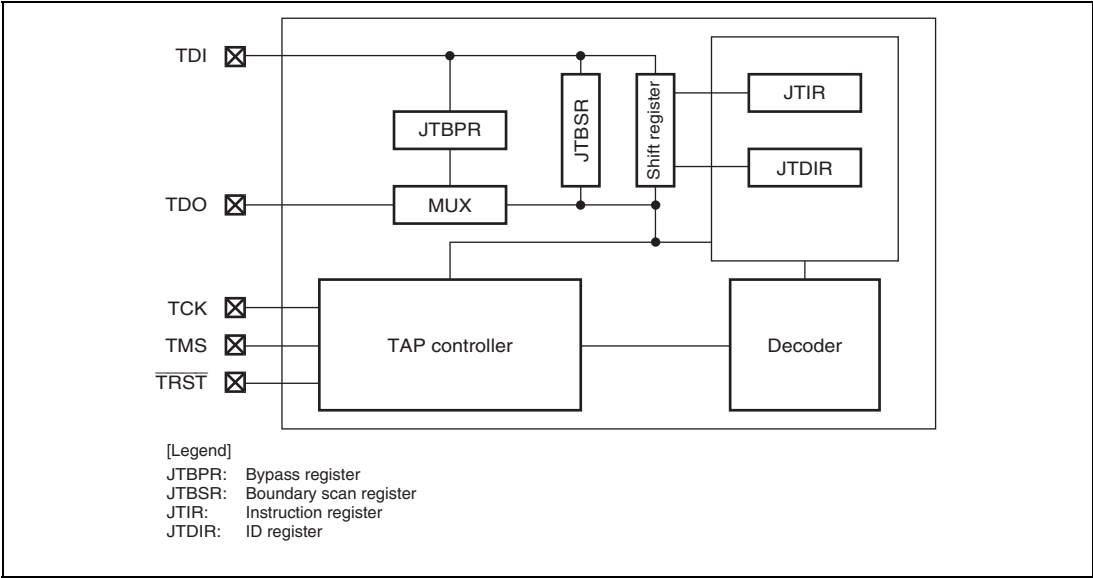 TDI
JTBPR
JTBSR
Shift register
JTIR
JTDIR
TDO
MUX
TCK
TMS
TRST
TAP controller
Decoder
[Legend]
JTBPR: Bypass register
JTBSR: Boundary scan register
JTIR: Instruction register
JTDIR: ID register